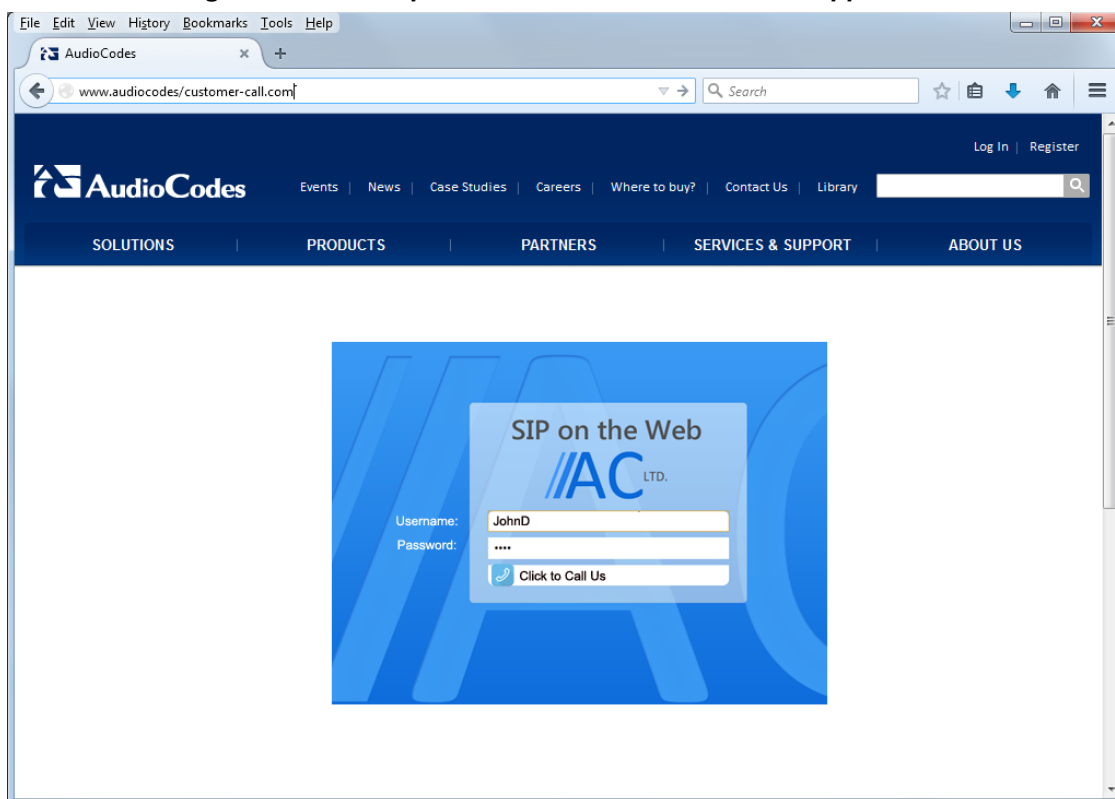 File Edit View History Bookmarks Tools Help
AudioCodes
www.audiocodes/customer-call.com
Search
Log In | Register
AudioCodes
Events | News | Case Studies | Careers | Where to buy? | Contact Us | Library
SOLUTIONS | PRODUCTS | PARTNERS | SERVICES & SUPPORT | ABOUT US
SIP on the Web
//AC LTD.
Username: JohnD
Password: ••••
Click to Call Us